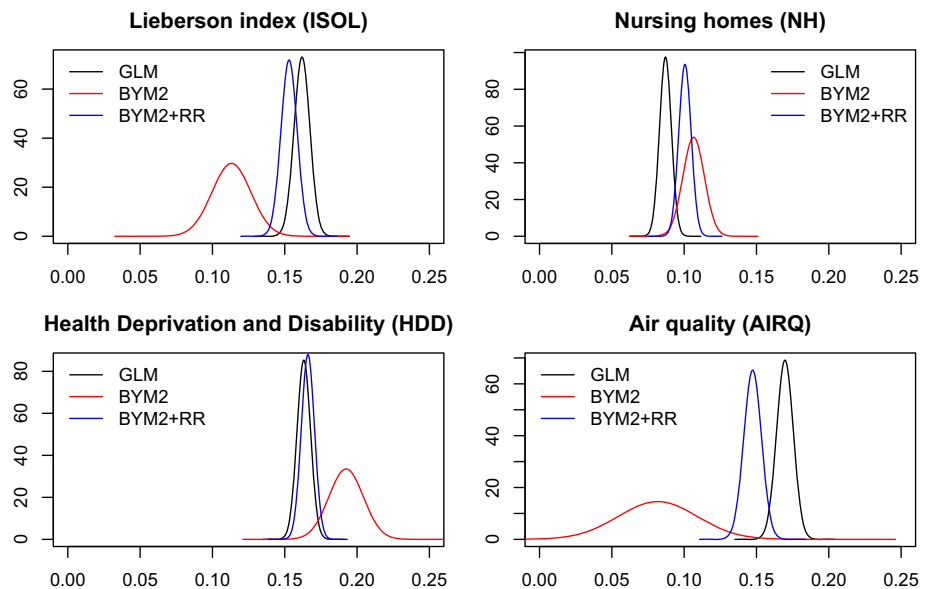 Lieberson index (ISOL)
GLM
BYM2
BYM2+RR
0 20 40 60
0.00 0.05 0.10 0.15 0.20 0.25
Nursing homes (NH)
GLM
BYM2
BYM2+RR
0 20 40 60 80
0.00 0.05 0.10 0.15 0.20 0.25
Health Deprivation and Disability (HDD)
GLM
BYM2
BYM2+RR
0 20 40 60 80
0.00 0.05 0.10 0.15 0.20 0.25
Air quality (AIRQ)
GLM
BYM2
BYM2+RR
0 20 40 60
0.00 0.05 0.10 0.15 0.20 0.25